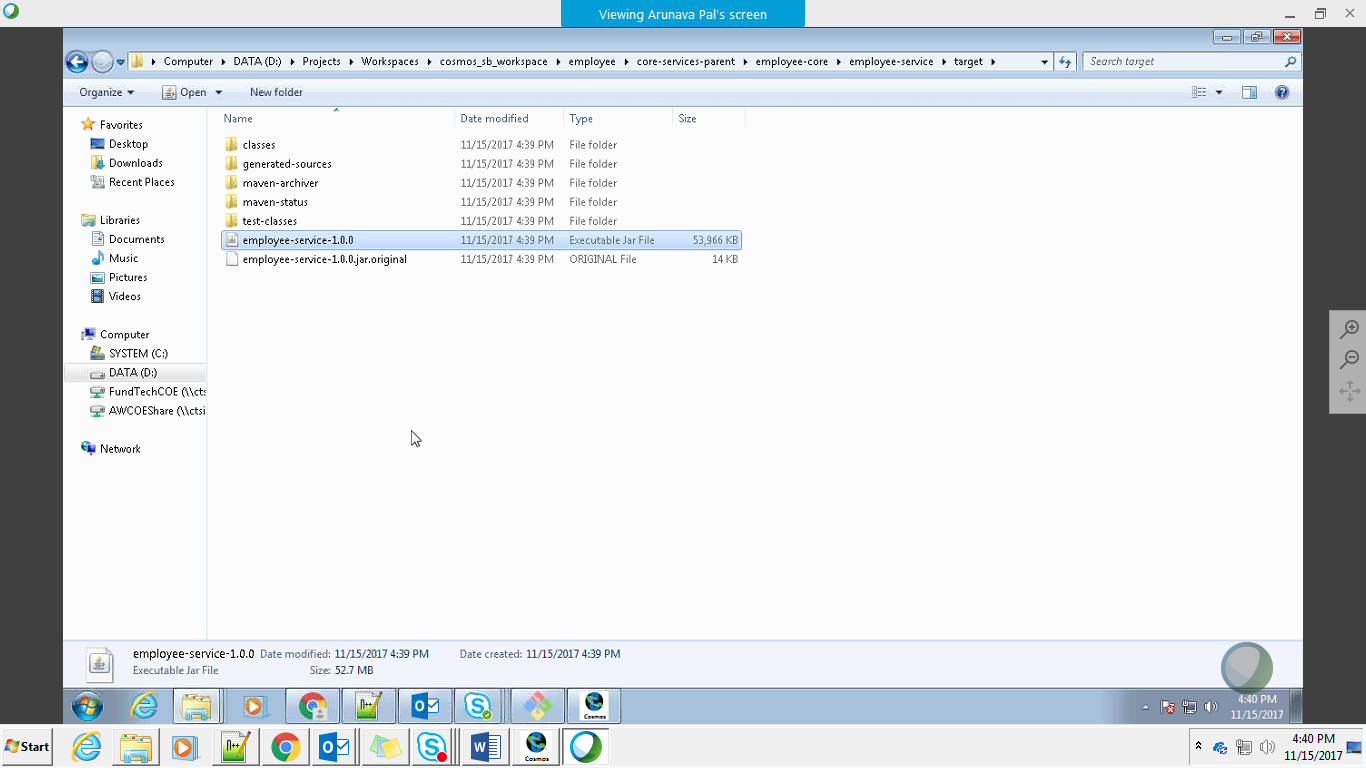 Viewing Arunava Pal's screen
Computer DATA (D:) Projects Workspaces cosmos_sb_workspace employee core-services-parent employee-core employee-service target
Search target
Organize Open New folder
Name Date modified Type Size
Favorites
Desktop
Downloads
Recent Places
Libraries
Documents
Music
Pictures
Videos
Computer
SYSTEM (C:)
DATA (D:)
FundTechCOE (\\cts
AWCOEShare (\\ctsi
Network
classes 11/15/2017 4:39 PM File folder
generated-sources 11/15/2017 4:39 PM File folder
maven-archiver 11/15/2017 4:39 PM File folder
maven-status 11/15/2017 4:39 PM File folder
test-classes 11/15/2017 4:39 PM File folder
employee-service-1.0.0 11/15/2017 4:39 PM Executable Jar File 53,966 KB
employee-service-1.0.0.jar.original 11/15/2017 4:39 PM ORIGINAL File 14 KB
employee-service-1.0.0 Date modified: 11/15/2017 4:39 PM Date created: 11/15/2017 4:39 PM
Executable Jar File Size: 52.7 MB
Cosmos
4:40 PM
11/15/2017
Start
Cosmos
4:40 PM
11/15/2017